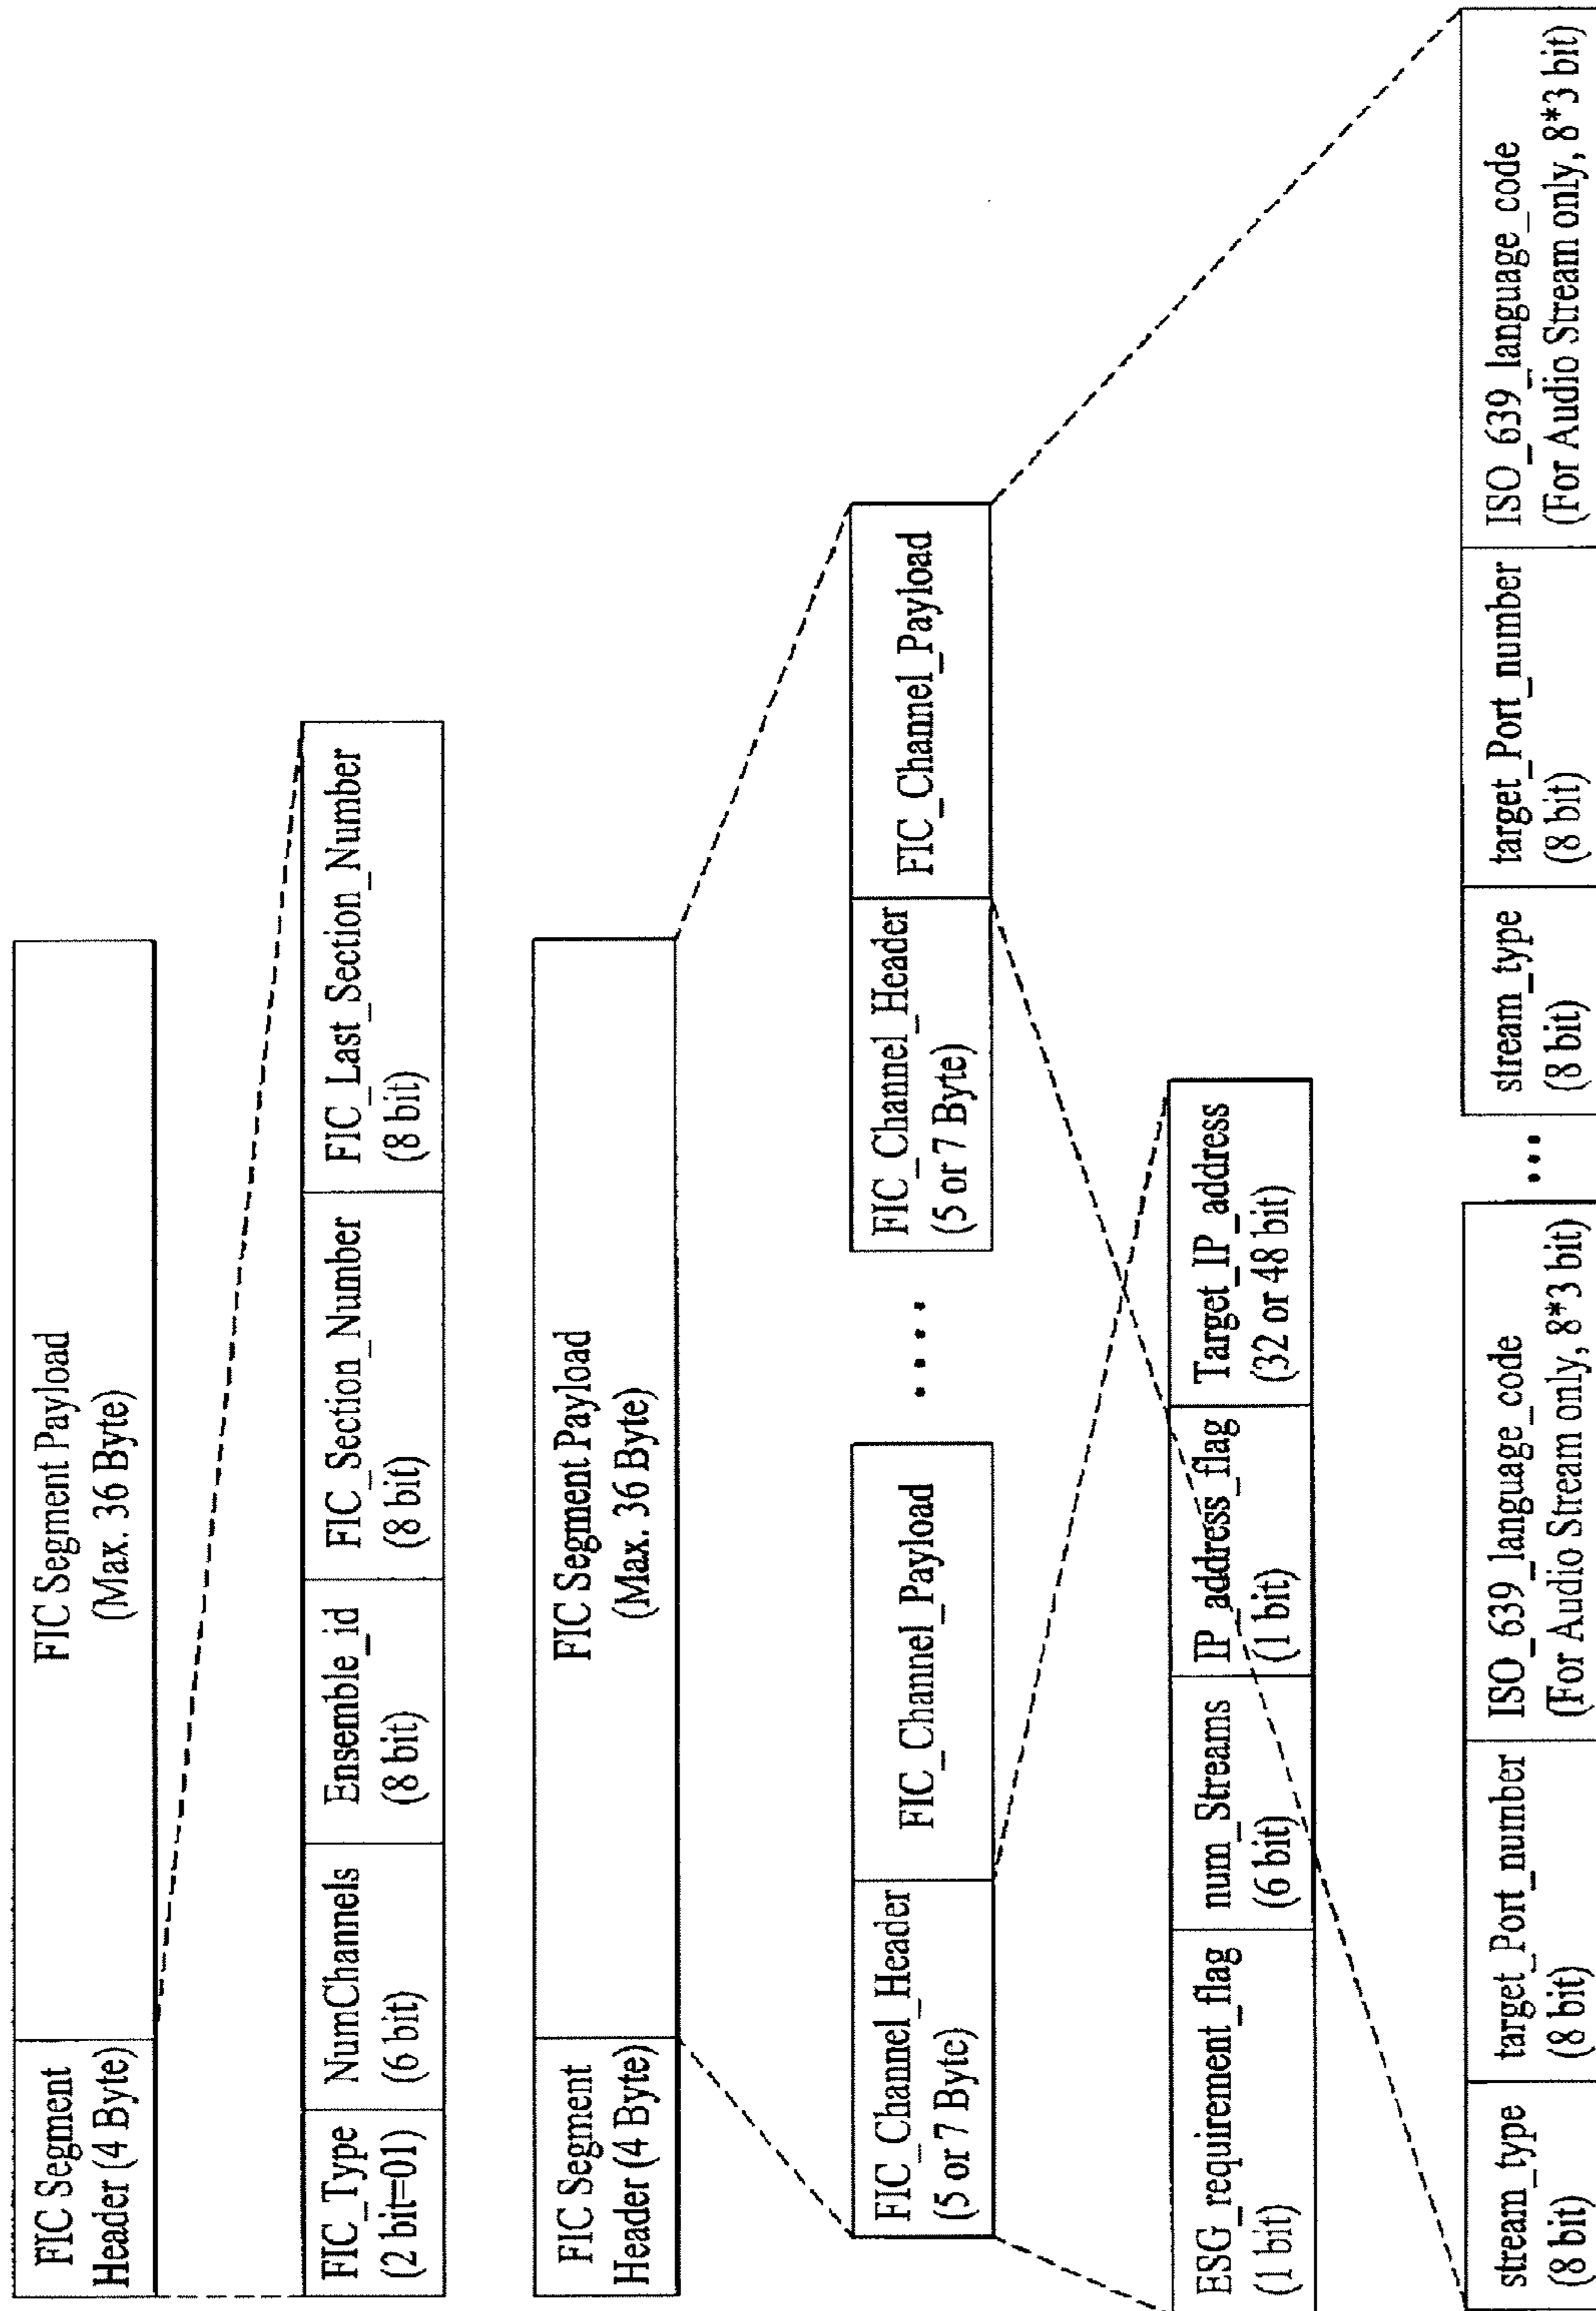 FIC Segment
Header (4 Byte)
FIC Segment Payload
(Max. 36 Byte)
FIC_Type
(2 bit=01)
NumChannels
(6 bit)
Ensemble_id
(8 bit)
FIC_Section_Number
(8 bit)
FIC_Last_Section_Number
(8 bit)
FIC Segment
Header (4 Byte)
FIC Segment Payload
(Max. 36 Byte)
FIC_Channel_Header
(5 or 7 Byte)
FIC_Channel_Payload
....
FIC_Channel_Header
(5 or 7 Byte)
FIC_Channel_Payload
ESG_requirement_flag
(1 bit)
num_Streams
(6 bit)
IP_address_flag
(1 bit)
Target_IP_address
(32 or 48 bit)
stream_type
(8 bit)
target_Port_number
(8 bit)
ISO_639_language_code
(For Audio Stream only, 8*3 bit)
...
stream_type
(8 bit)
target_Port_number
(8 bit)
ISO_639_language_code
(For Audio Stream only, 8*3 bit)